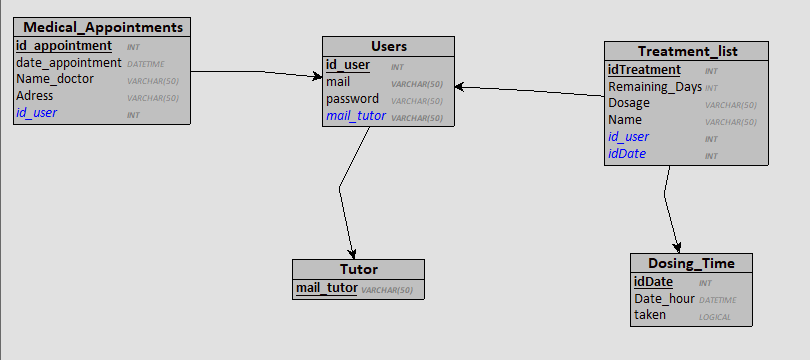 Medical_Appointments
id_appointment INT
date_appointment DATETIME
Name_doctor VARCHAR(50)
Adress VARCHAR(50)
id_user INT
Users
id_user INT
mail VARCHAR(50)
password VARCHAR(50)
mail_tutor VARCHAR(50)
Treatment_list
idTreatment INT
Remaining_Days INT
Dosage VARCHAR(50)
Name VARCHAR(50)
id_user INT
idDate INT
Tutor
mail_tutor VARCHAR(50)
Dosing_Time
idDate INT
Date_hour DATETIME
taken LOGICAL